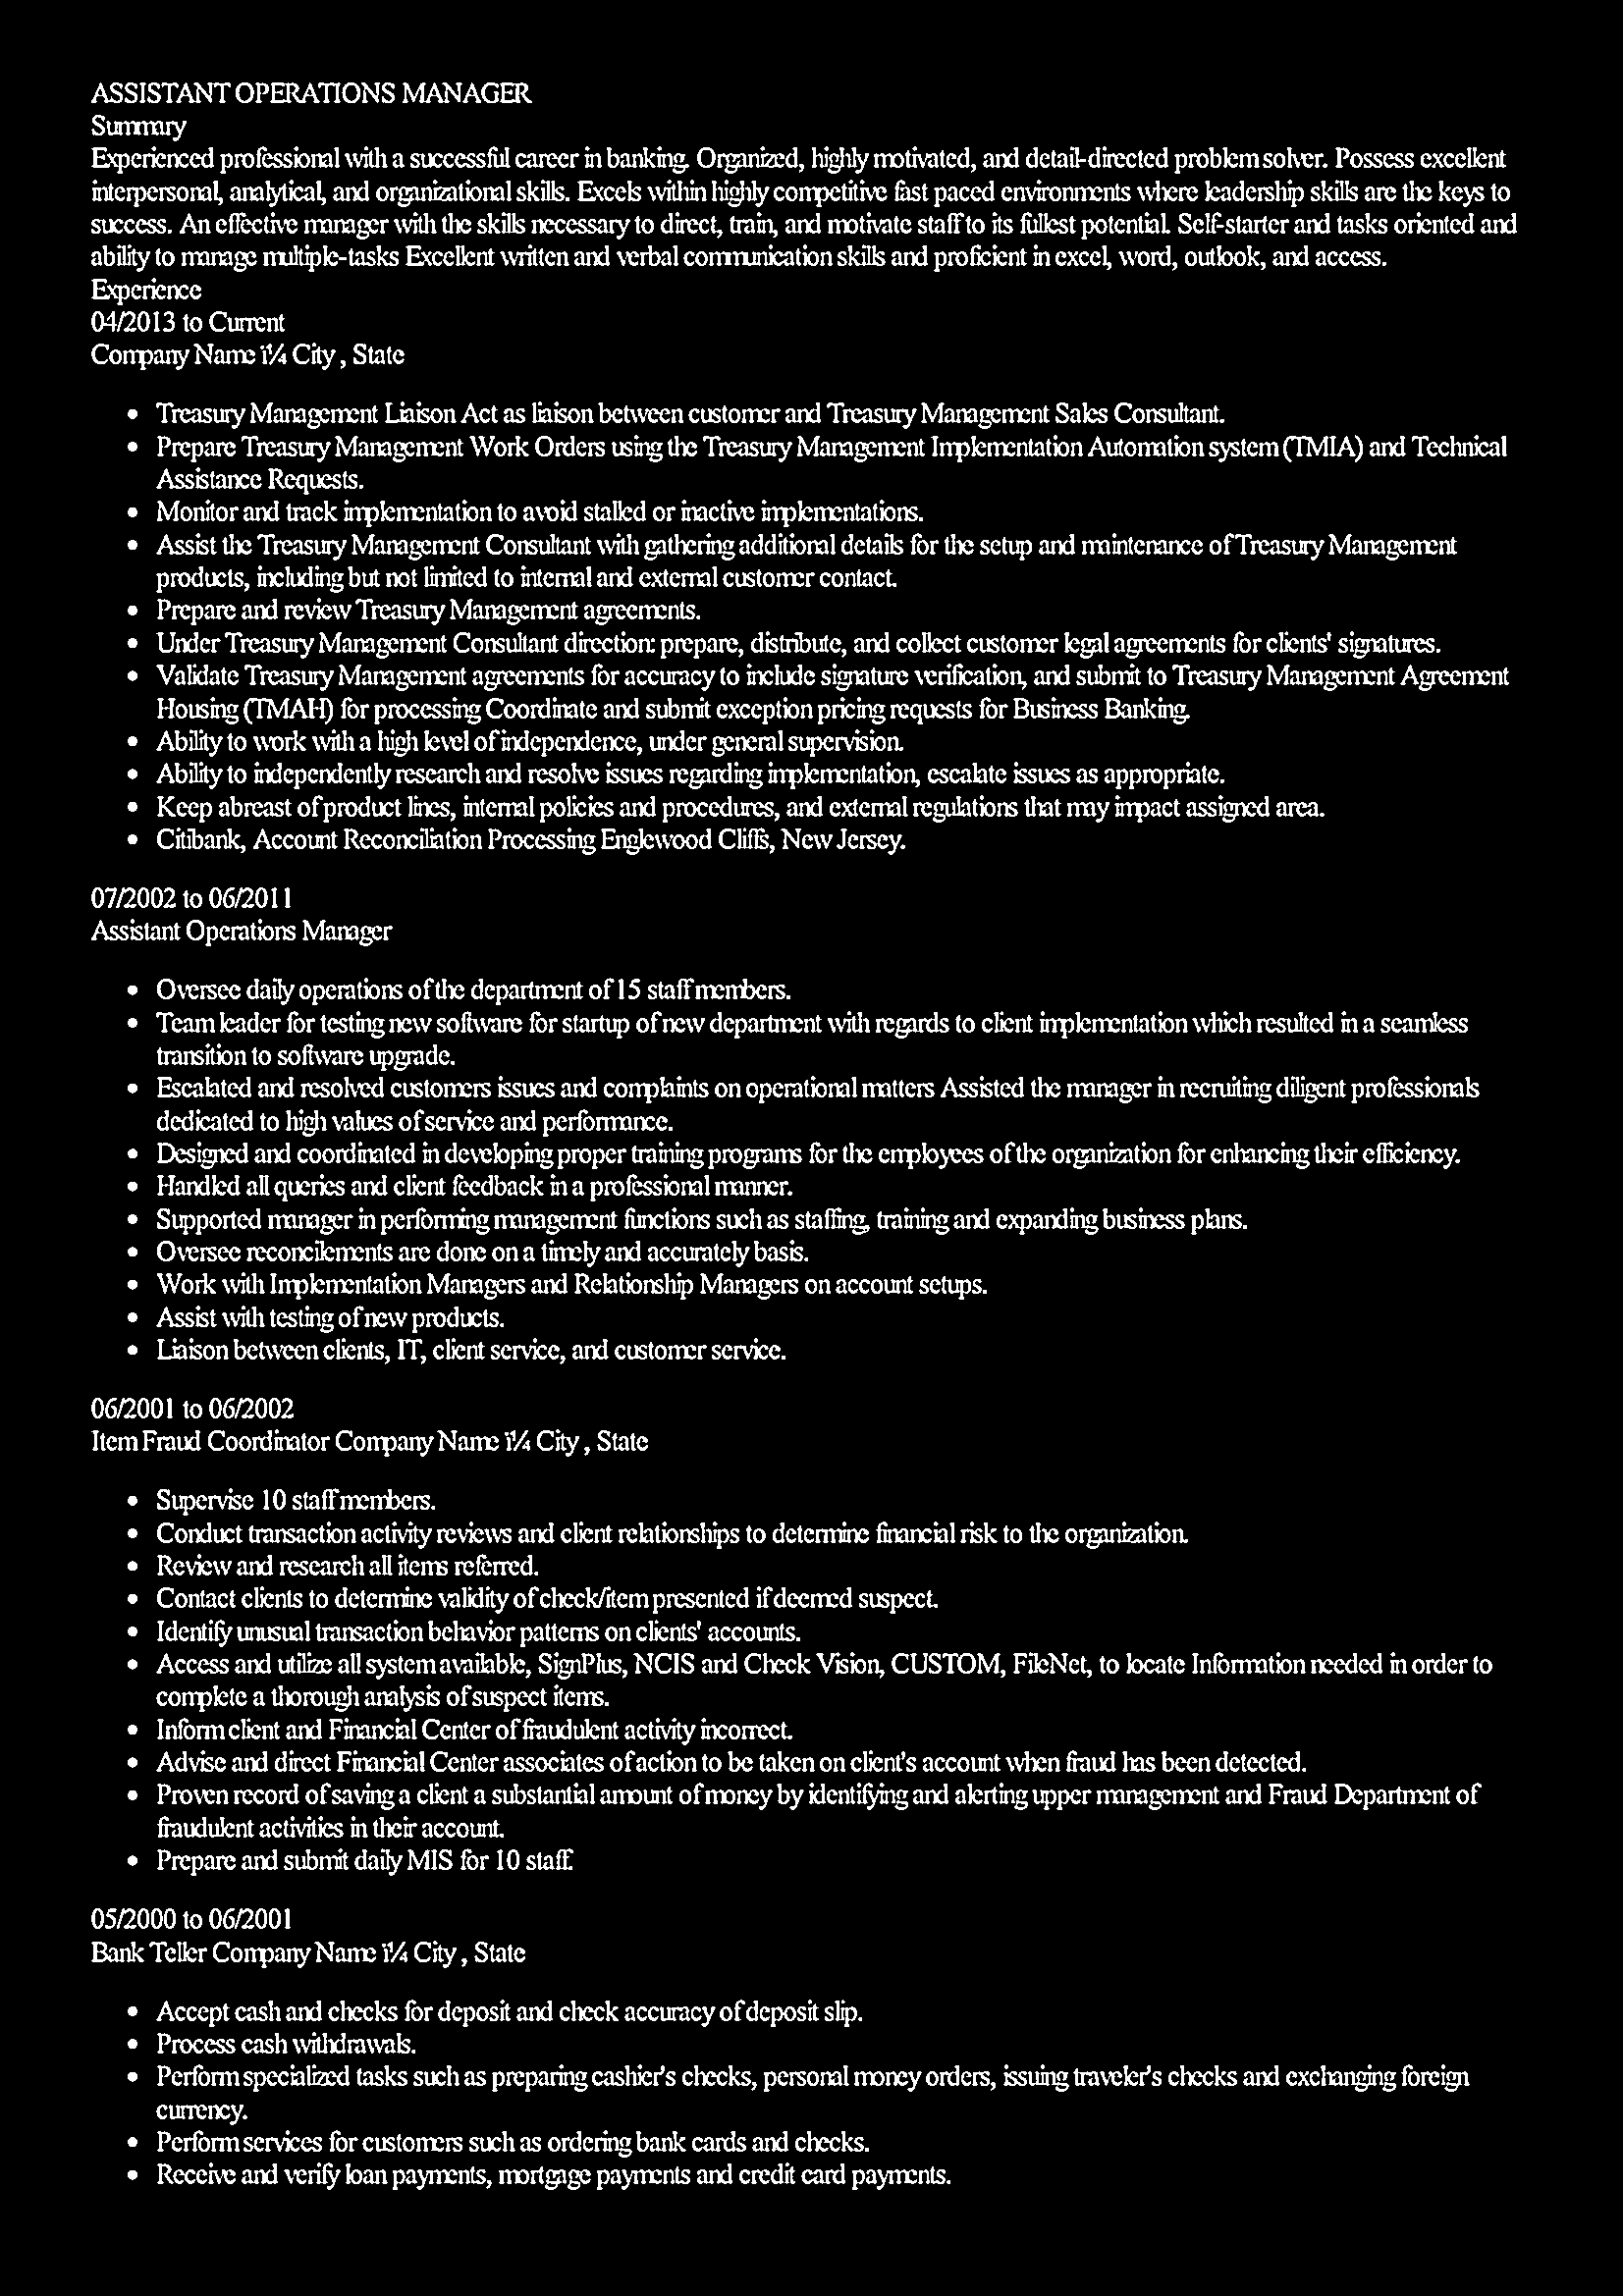 ASSISTANT OPERATIONS MANAGER
Summary
Experienced professional with a successful career in banking. Organized, highly motivated, and detail-directed problem solver. Possess excellent
interpersonal, analytical, and organizational skills. Excels within highly competitive fast paced environments where leadership skills are the keys to
success. An effective manager with the skills necessary to direct, train, and motivate staff to its fullest potential. Self-starter and tasks oriented and
ability to manage multiple-tasks Excellent written and verbal communication skills and proficient in excel, word, outlook, and access.
Experience
04/2013 to Current
Company Name ï¼ City , State
• Treasury Management Liaison Act as liaison between customer and Treasury Management Sales Consultant.
• Prepare Treasury Management Work Orders using the Treasury Management Implementation Automation system (TMIA) and Technical
Assistance Requests.
• Monitor and track implementation to avoid stalled or inactive implementations.
• Assist the Treasury Management Consultant with gathering additional details for the setup and maintenance of Treasury Management
products, including but not limited to internal and external customer contact.
• Prepare and review Treasury Management agreements.
• Under Treasury Management Consultant direction: prepare, distribute, and collect customer legal agreements for clients' signatures.
• Validate Treasury Management agreements for accuracy to include signature verification, and submit to Treasury Management Agreement
Housing (TMAH) for processing Coordinate and submit exception pricing requests for Business Banking.
• Ability to work with a high level of independence, under general supervision.
• Ability to independently research and resolve issues regarding implementation, escalate issues as appropriate.
• Keep abreast of product lines, internal policies and procedures, and external regulations that may impact assigned area.
• Citibank, Account Reconciliation Processing Englewood Cliffs, New Jersey.
07/2002 to 06/2011
Assistant Operations Manager
• Oversee daily operations of the department of 15 staff members.
• Team leader for testing new software for startup of new department with regards to client implementation which resulted in a seamless
transition to software upgrade.
• Escalated and resolved customers issues and complaints on operational matters Assisted the manager in recruiting diligent professionals
dedicated to high values of service and performance.
• Designed and coordinated in developing proper training programs for the employees of the organization for enhancing their efficiency.
• Handled all queries and client feedback in a professional manner.
• Supported manager in performing management functions such as staffing, training and expanding business plans.
• Oversee reconcilements are done on a timely and accurately basis.
• Work with Implementation Managers and Relationship Managers on account setups.
• Assist with testing of new products.
• Liaison between clients, IT, client service, and customer service.
06/2001 to 06/2002
Item Fraud Coordinator Company Name ï¼ City , State
• Supervise 10 staff members.
• Conduct transaction activity reviews and client relationships to determine financial risk to the organization.
• Review and research all items referred.
• Contact clients to determine validity of check/item presented if deemed suspect.
• Identify unusual transaction behavior patterns on clients' accounts.
• Access and utilize all system available, SignPlus, NCIS and Check Vision, CUSTOM, FileNet, to locate Information needed in order to
complete a thorough analysis of suspect items.
• Inform client and Financial Center of fraudulent activity incorrect.
• Advise and direct Financial Center associates of action to be taken on client's account when fraud has been detected.
• Proven record of saving a client a substantial amount of money by identifying and alerting upper management and Fraud Department of
fraudulent activities in their account.
• Prepare and submit daily MIS for 10 staff.
05/2000 to 06/2001
Bank Teller Company Name ï¼ City , State
• Accept cash and checks for deposit and check accuracy of deposit slip.
• Process cash withdrawals.
• Perform specialized tasks such as preparing cashier's checks, personal money orders, issuing traveler's checks and exchanging foreign
currency.
• Perform services for customers such as ordering bank cards and checks.
• Receive and verify loan payments, mortgage payments and credit card payments.